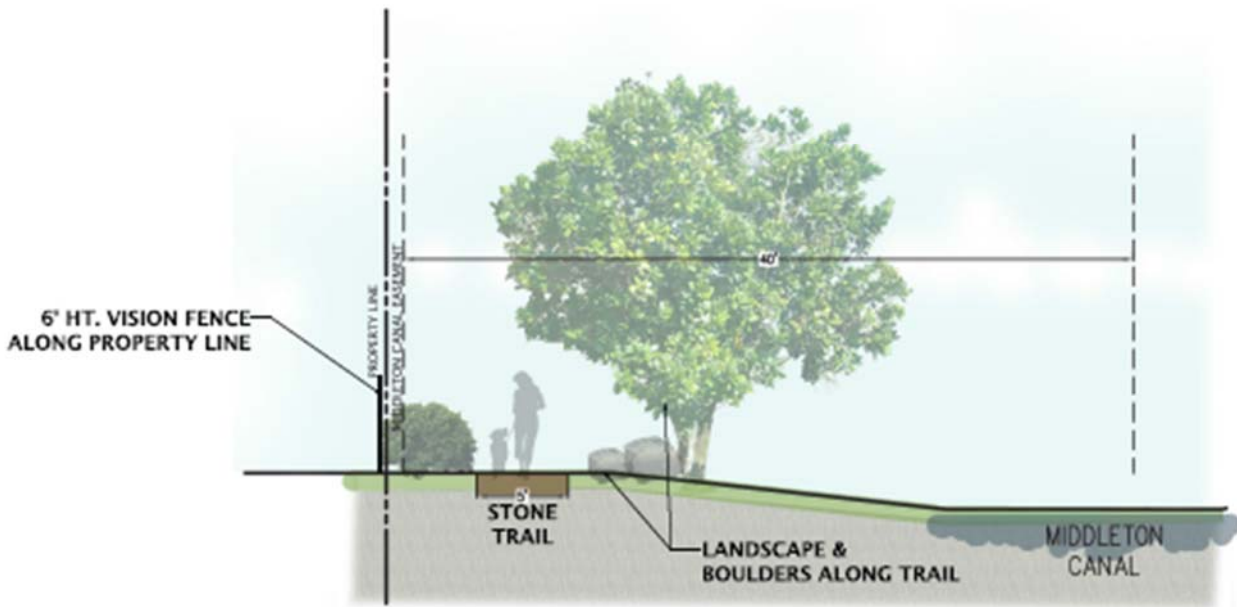 40'
PROPERTY LINE
MIDDLETON CANAL EASEMENT
6' HT. VISION FENCE
ALONG PROPERTY LINE
5'
STONE
TRAIL
LANDSCAPE &
BOULDERS ALONG TRAIL
MIDDLETON
CANAL